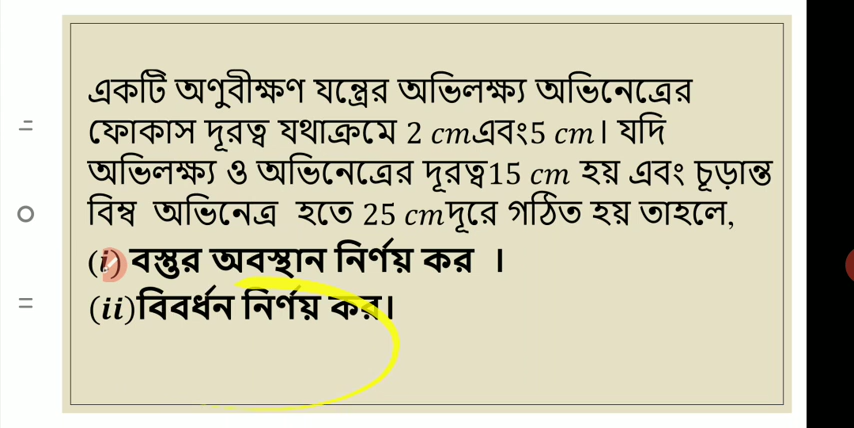 একটি অণুবীক্ষণ যন্ত্রের অভিলক্ষ্য অভিনেত্রের
ফোকাস দূরত্ব যথাক্রমে 2 cmএবং5 cm। যদি
অভিলক্ষ্য ও অভিনেত্রের দূরত্ব15 cm হয় এবং চূড়ান্ত
বিম্ব অভিনেত্র হতে 25 cmদূরে গঠিত হয় তাহলে,
(i) বস্তুর অবস্থান নির্ণয় কর ।
(ii)বিবর্ধন নির্ণয় কর।